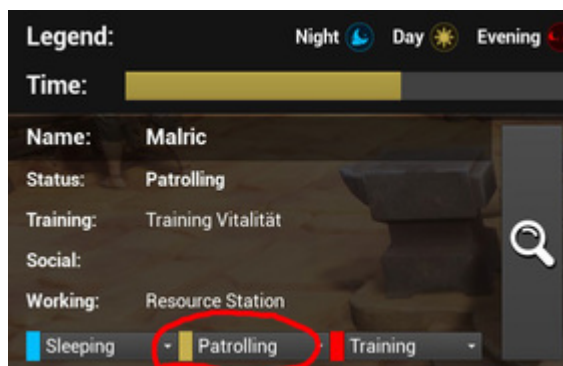 Legend: Night Day Evening
Time:
Name: Malric
Status: Patrolling
Training: Training Vitalität
Social:
Working: Resource Station
Sleeping Patrolling Training